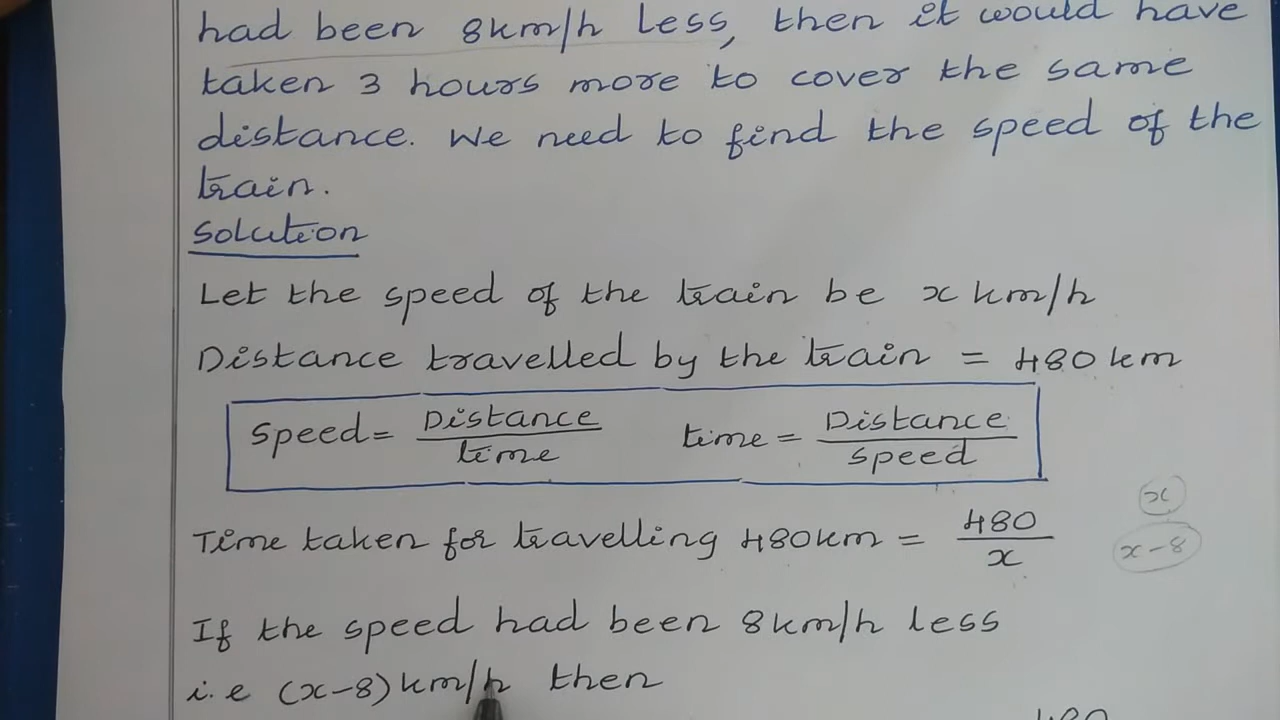 had been 8km/h less, then it would have
taken 3 hours more to cover the same
distance. We need to find the speed of the
train.
Solution
Let the speed of the train be x km/h
Distance travelled by the train = 480 km
Speed = Distance/time time = Distance/speed
Time taken for travelling 480km = 480/x
x
x-8
If the speed had been 8km/h less
i.e (x-8) km/h then
480